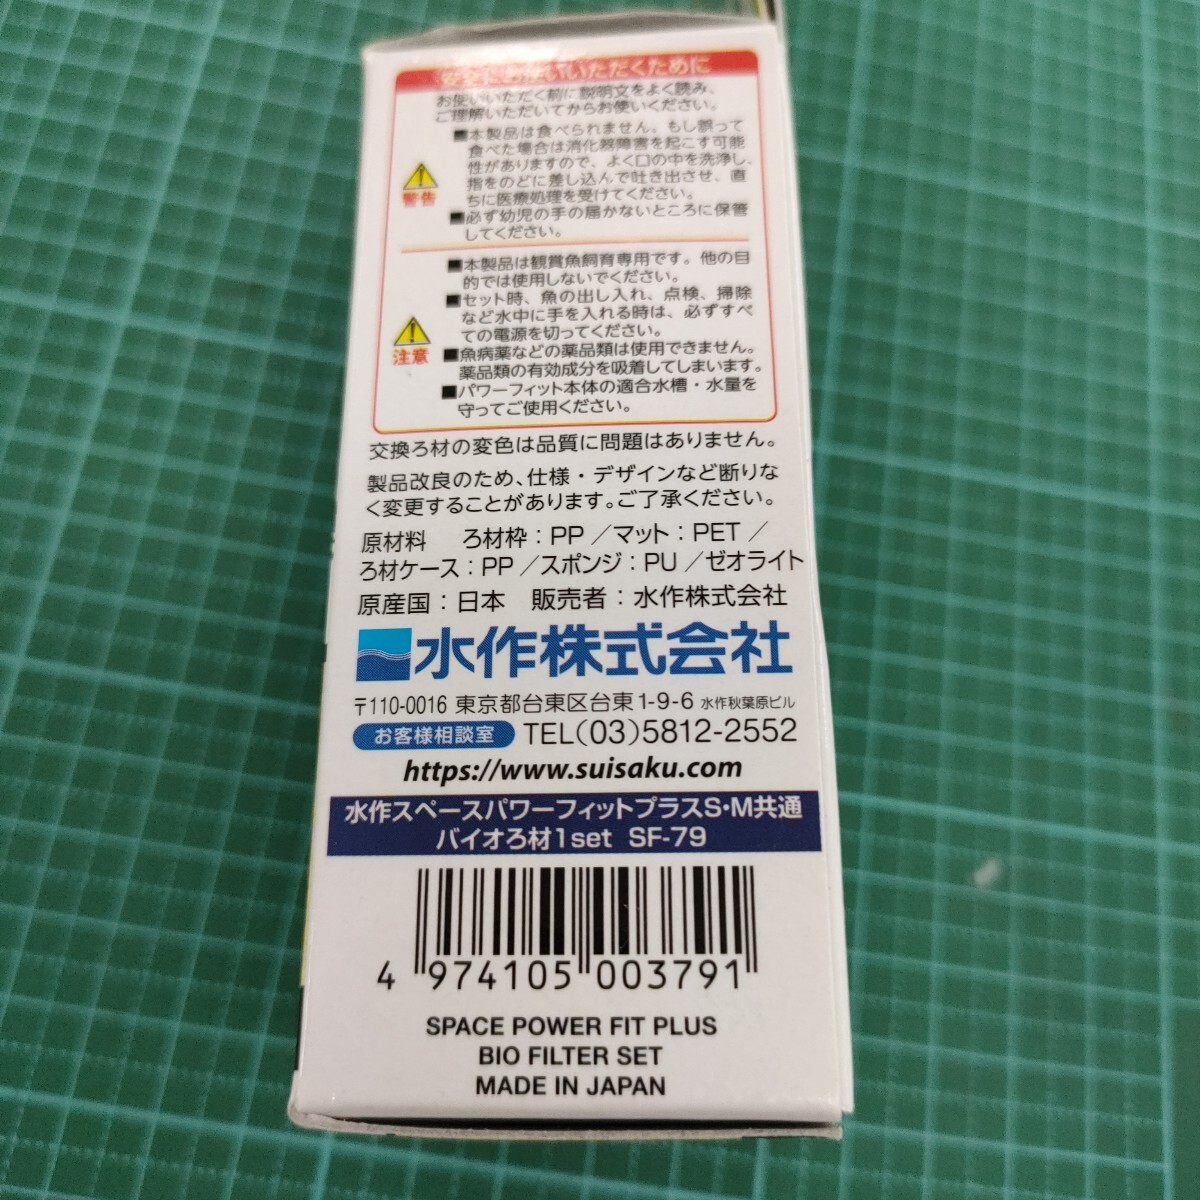 いいただくために
お使いいただく前に説明文をよく読み、
ご理解いただいてからお使いください。
■本製品は食べられません。もし誤って
食べた場合は消化器障害を起こす可能
性がありますので、よく口の中を洗浄し、
指をのどに差し込んで吐き出させ、直
ちに医療処理を受けてください。
■必ず幼児の手の届かないところに保管
してください。
警告
■本製品は観賞魚飼育専用です。他の目
的では使用しないでください。
■セット時、魚の出し入れ、点検、掃除
など水中に手を入れる時は、必ずすべ
ての電源を切ってください。
■魚病薬などの薬品類は使用できません。
薬品類の有効成分を吸着してしまいます。
■パワーフィット本体の適合水槽・水量を
守ってご使用ください。
注意
交換ろ材の変色は品質に問題はありません。
製品改良のため、仕様・デザインなど断りな
く変更することがあります。ご了承ください。
原材料 ろ材枠：PP／マット：PET／
ろ材ケース：PP／スポンジ：PU／ゼオライト
原産国：日本 販売者：水作株式会社
水作株式会社
〒110-0016 東京都台東区台東1-9-6 水作秋葉原ビル
お客様相談室 TEL(03)5812-2552
https://www.suisaku.com
水作スペースパワーフィットプラスS・M共通
バイオろ材1set SF-79
4 974105 003791
SPACE POWER FIT PLUS
BIO FILTER SET
MADE IN JAPAN